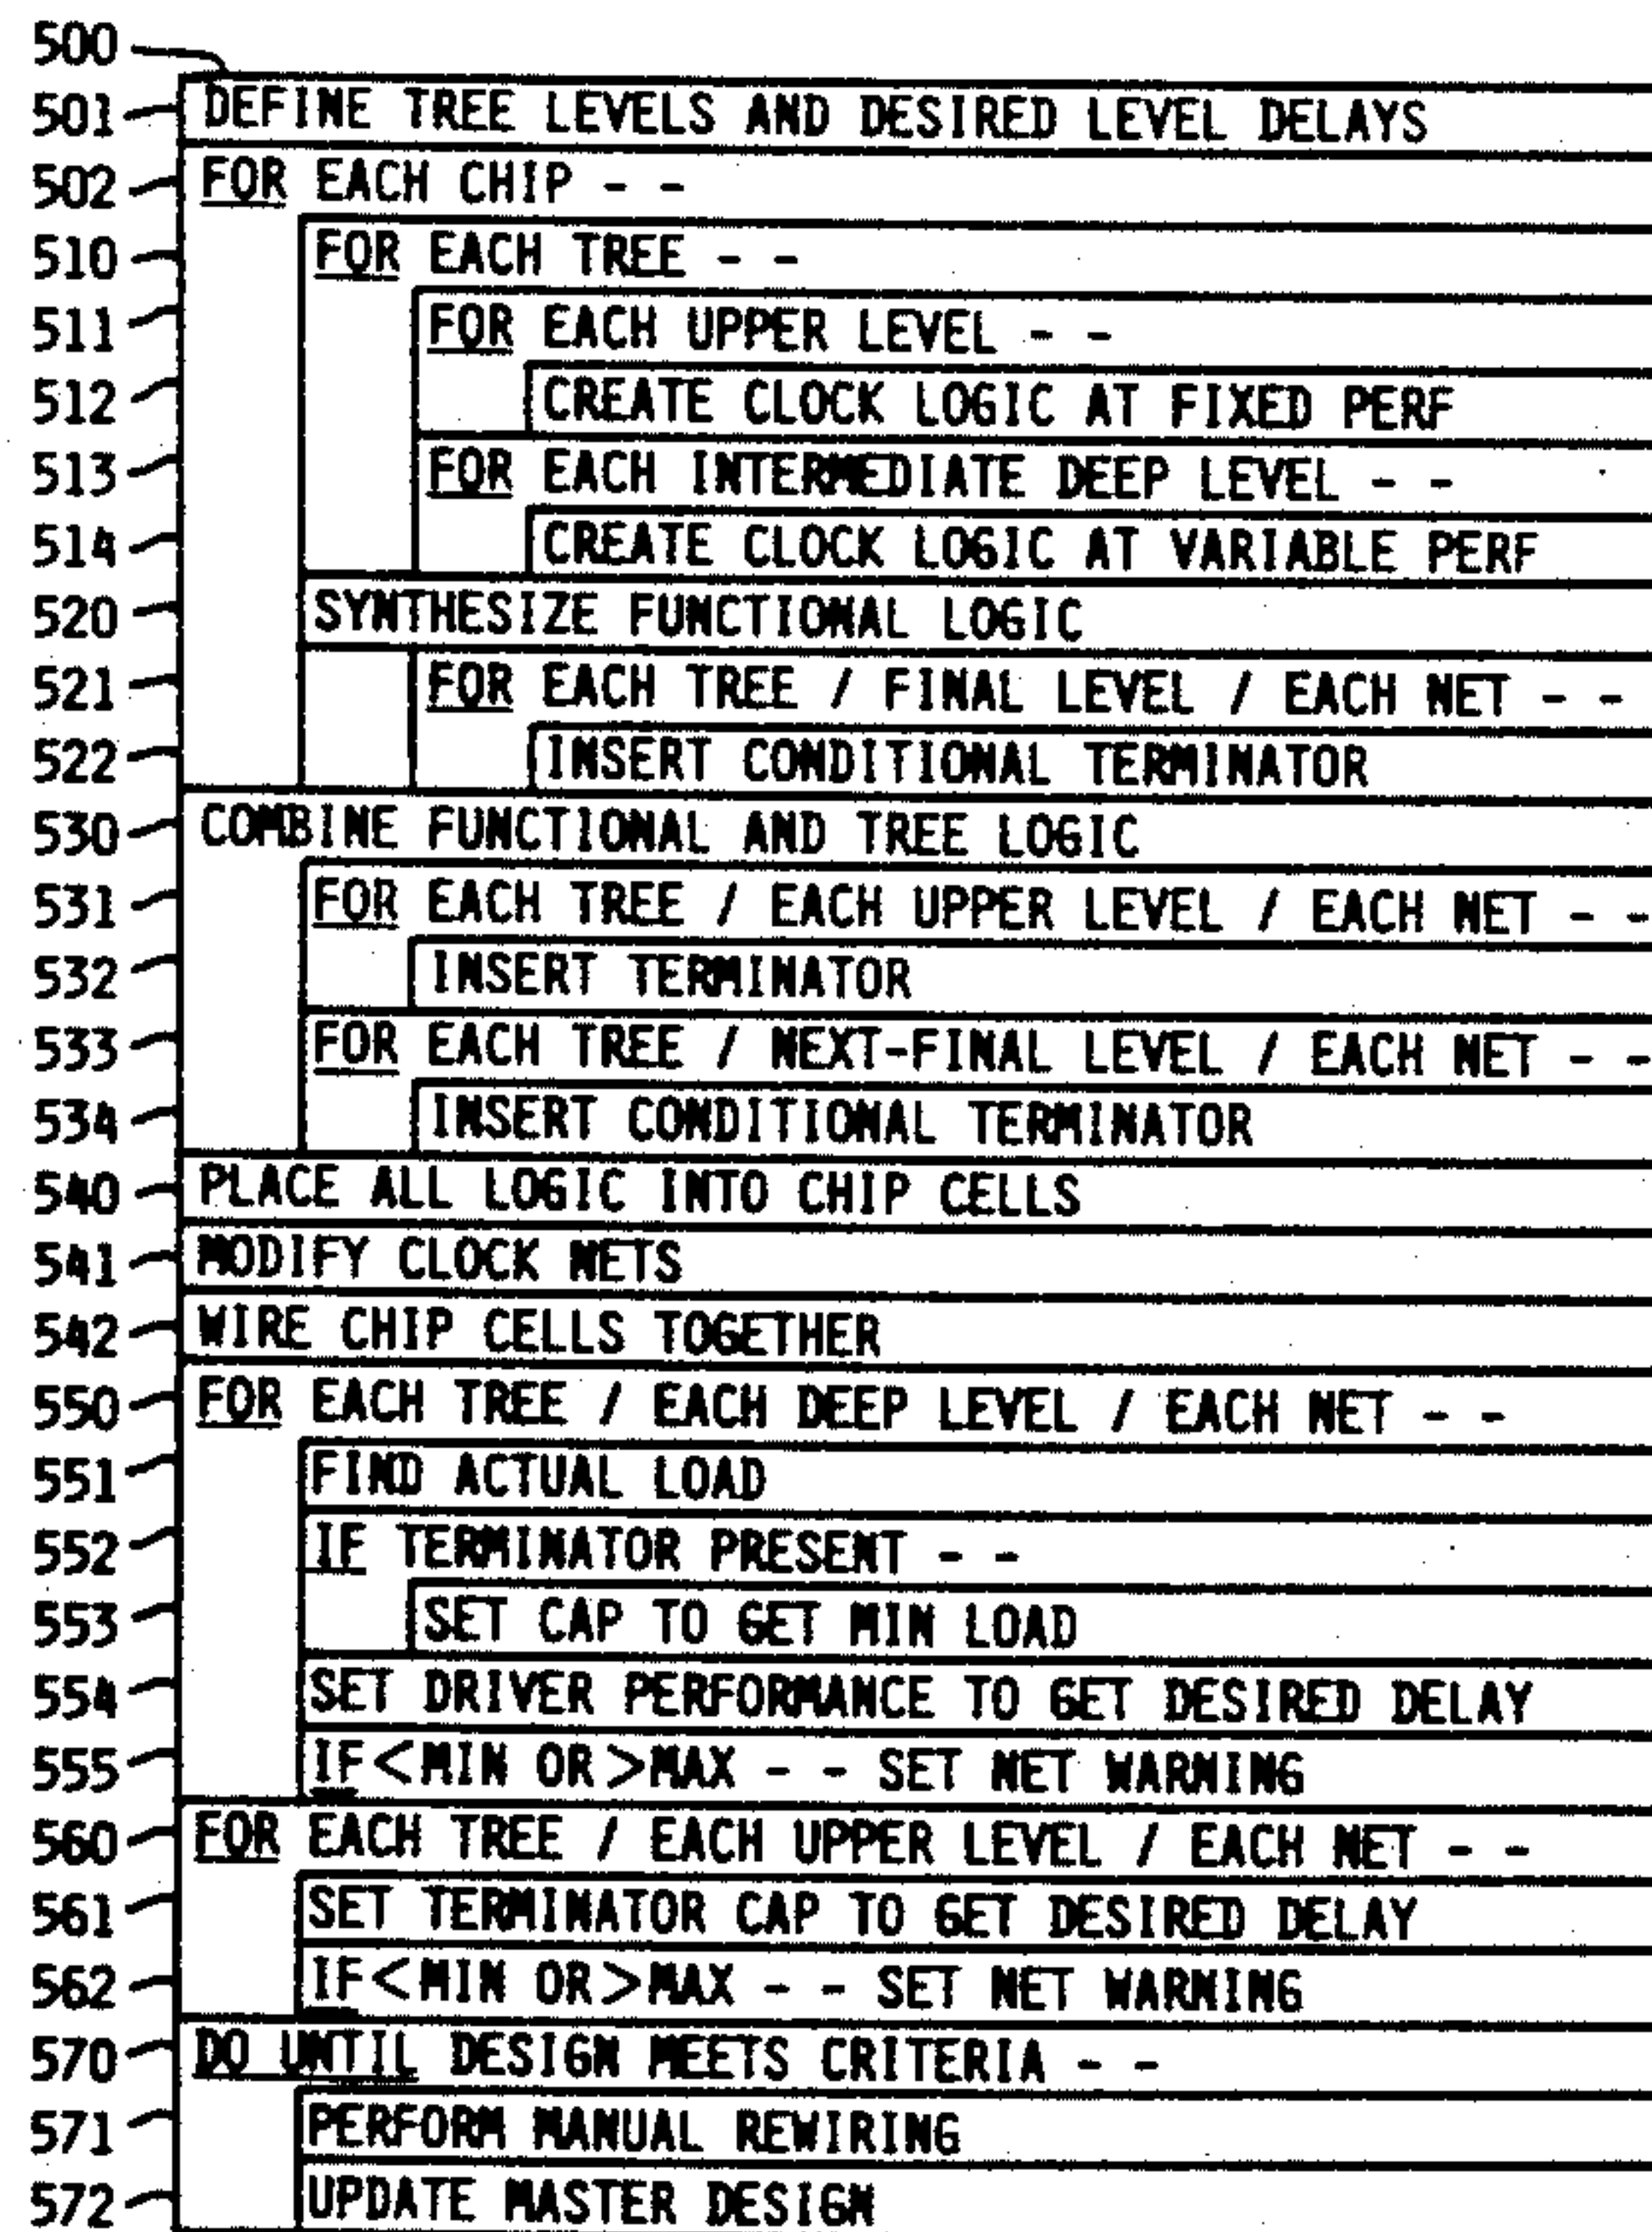 500
501 DEFINE TREE LEVELS AND DESIRED LEVEL DELAYS
502 FOR EACH CHIP - -
510 FOR EACH TREE - -
511 FOR EACH UPPER LEVEL - -
512 CREATE CLOCK LOGIC AT FIXED PERF
513 FOR EACH INTERMEDIATE DEEP LEVEL - -
514 CREATE CLOCK LOGIC AT VARIABLE PERF
520 SYNTHESIZE FUNCTIONAL LOGIC
521 FOR EACH TREE / FINAL LEVEL / EACH NET - -
522 INSERT CONDITIONAL TERMINATOR
530 COMBINE FUNCTIONAL AND TREE LOGIC
531 FOR EACH TREE / EACH UPPER LEVEL / EACH NET - -
532 INSERT TERMINATOR
533 FOR EACH TREE / NEXT-FINAL LEVEL / EACH NET - -
534 INSERT CONDITIONAL TERMINATOR
540 PLACE ALL LOGIC INTO CHIP CELLS
541 MODIFY CLOCK NETS
542 WIRE CHIP CELLS TOGETHER
550 FOR EACH TREE / EACH DEEP LEVEL / EACH NET - -
551 FIND ACTUAL LOAD
552 IF TERMINATOR PRESENT - -
553 SET CAP TO GET MIN LOAD
554 SET DRIVER PERFORMANCE TO GET DESIRED DELAY
555 IF <MIN OR >MAX - - SET NET WARNING
560 FOR EACH TREE / EACH UPPER LEVEL / EACH NET - -
561 SET TERMINATOR CAP TO GET DESIRED DELAY
562 IF <MIN OR >MAX - - SET NET WARNING
570 DO UNTIL DESIGN MEETS CRITERIA - -
571 PERFORM MANUAL REWIRING
572 UPDATE MASTER DESIGN